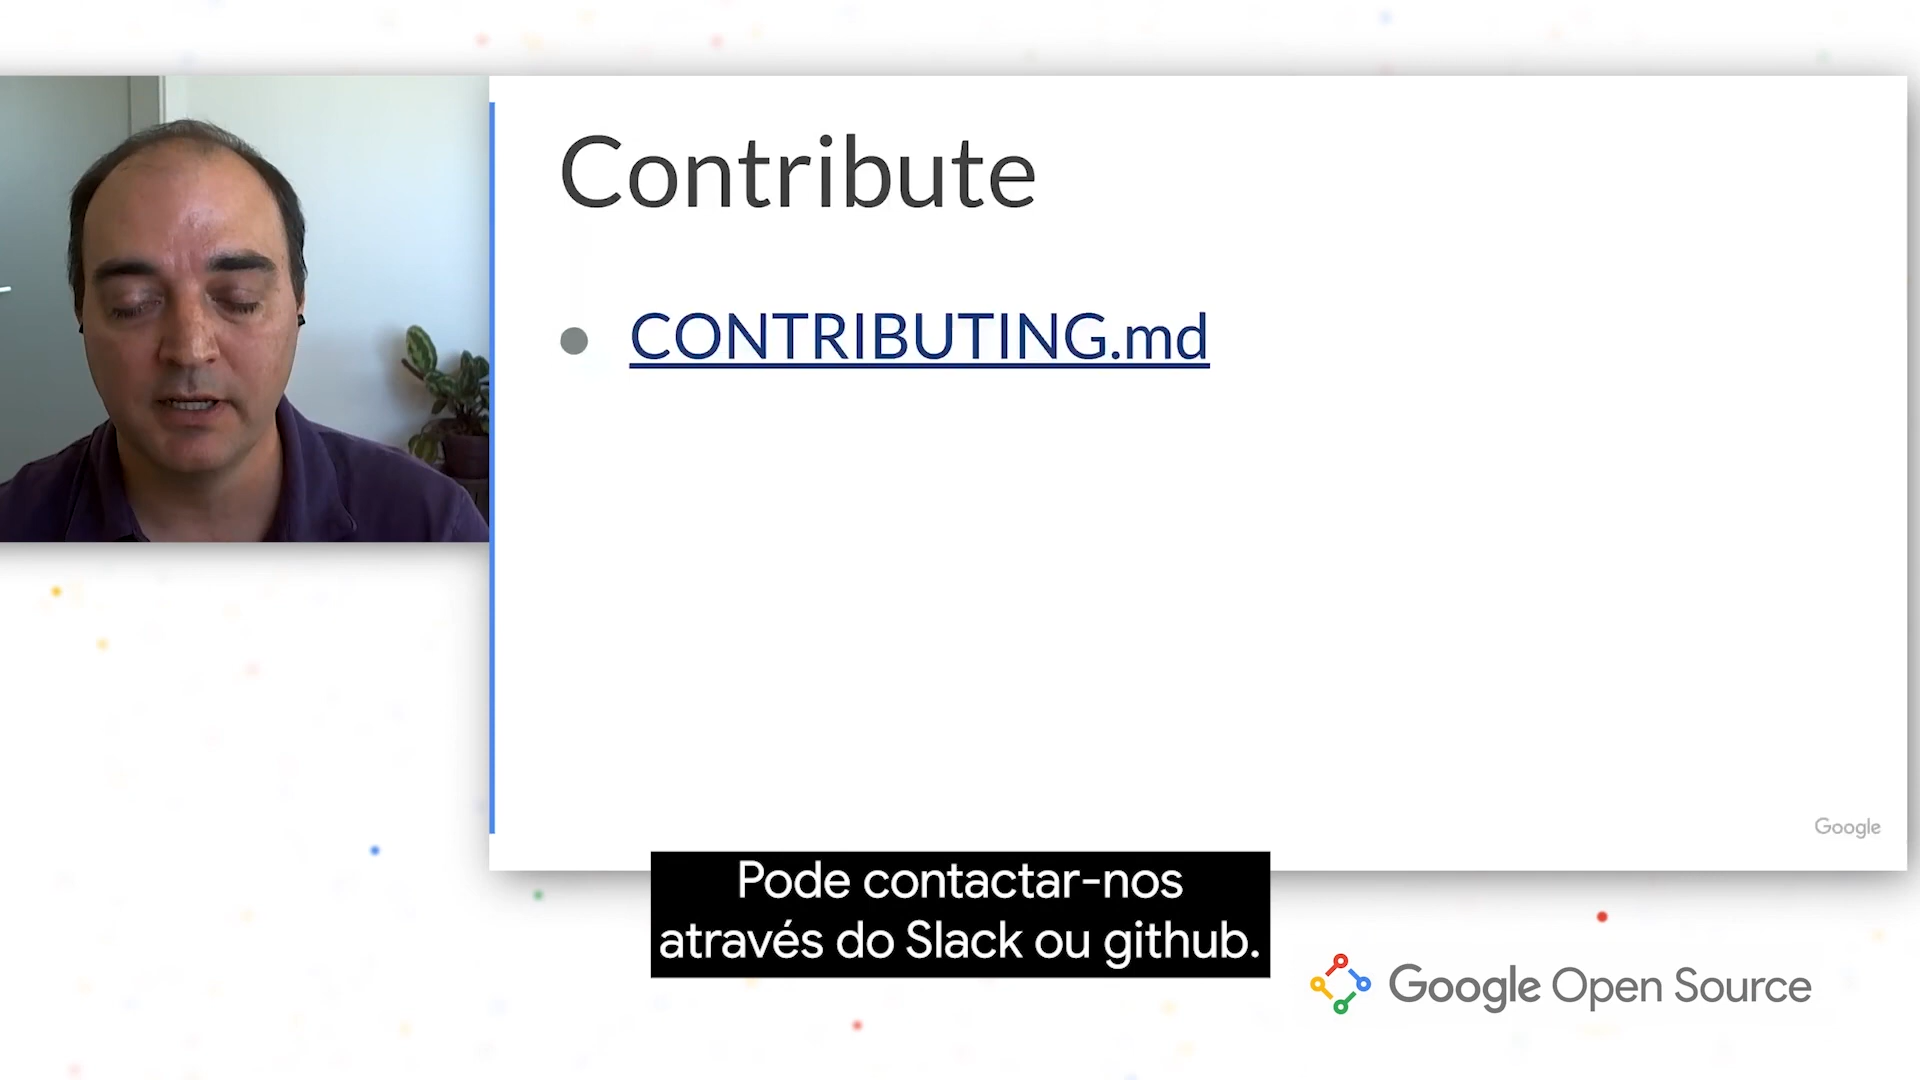 Contribute
CONTRIBUTING.md
Google
Pode contactar-nos
através do Slack ou github.
Google Open Source